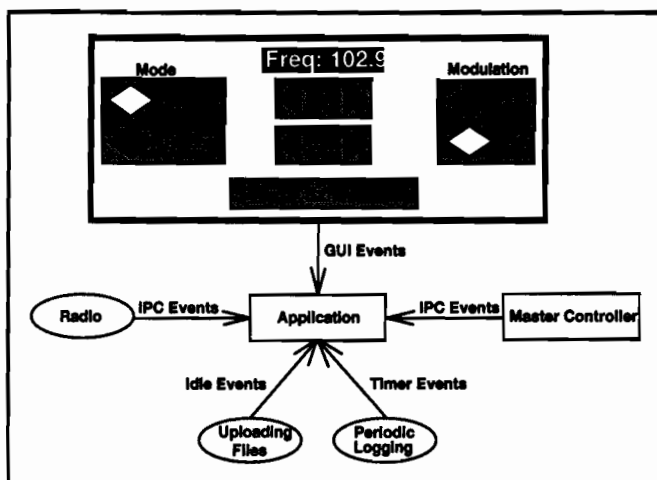 Freq: 102.9
Mode
Modulation
GUI Events
IPC Events
IPC Events
Radio
Application
Master Controller
Idle Events
Timer Events
Uploading
Files
Periodic
Logging